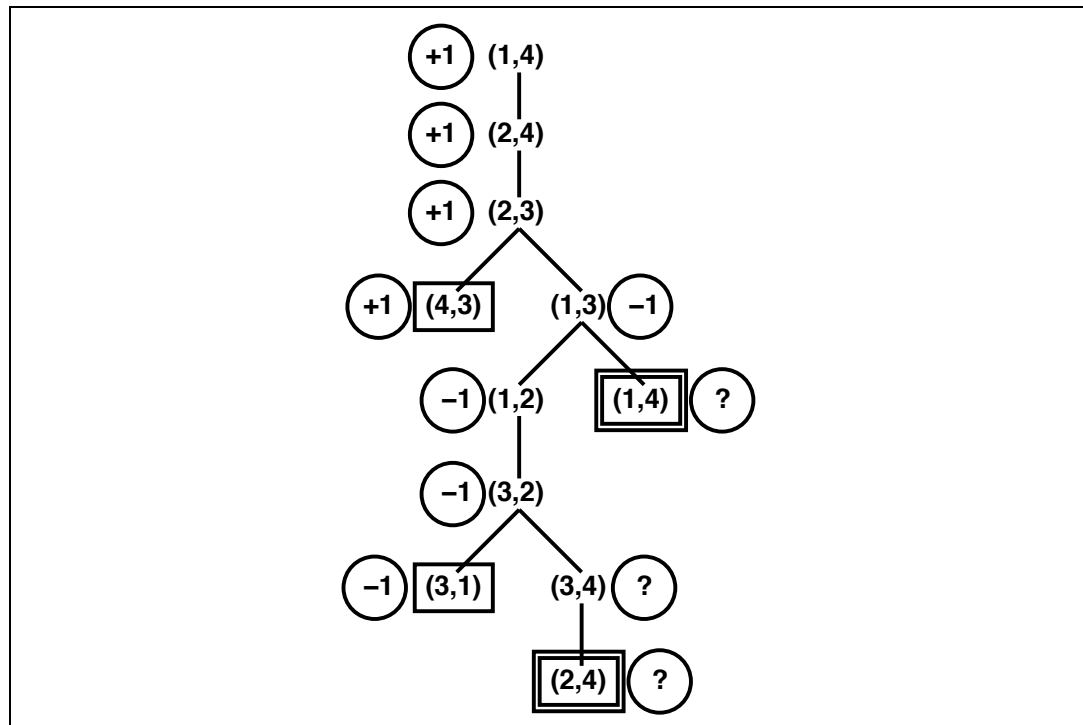 +1 (1,4)
+1 (2,4)
+1 (2,3)
+1 (4,3) (1,3) −1
−1 (1,2) (1,4) ?
−1 (3,2)
−1 (3,1) (3,4) ?
(2,4) ?